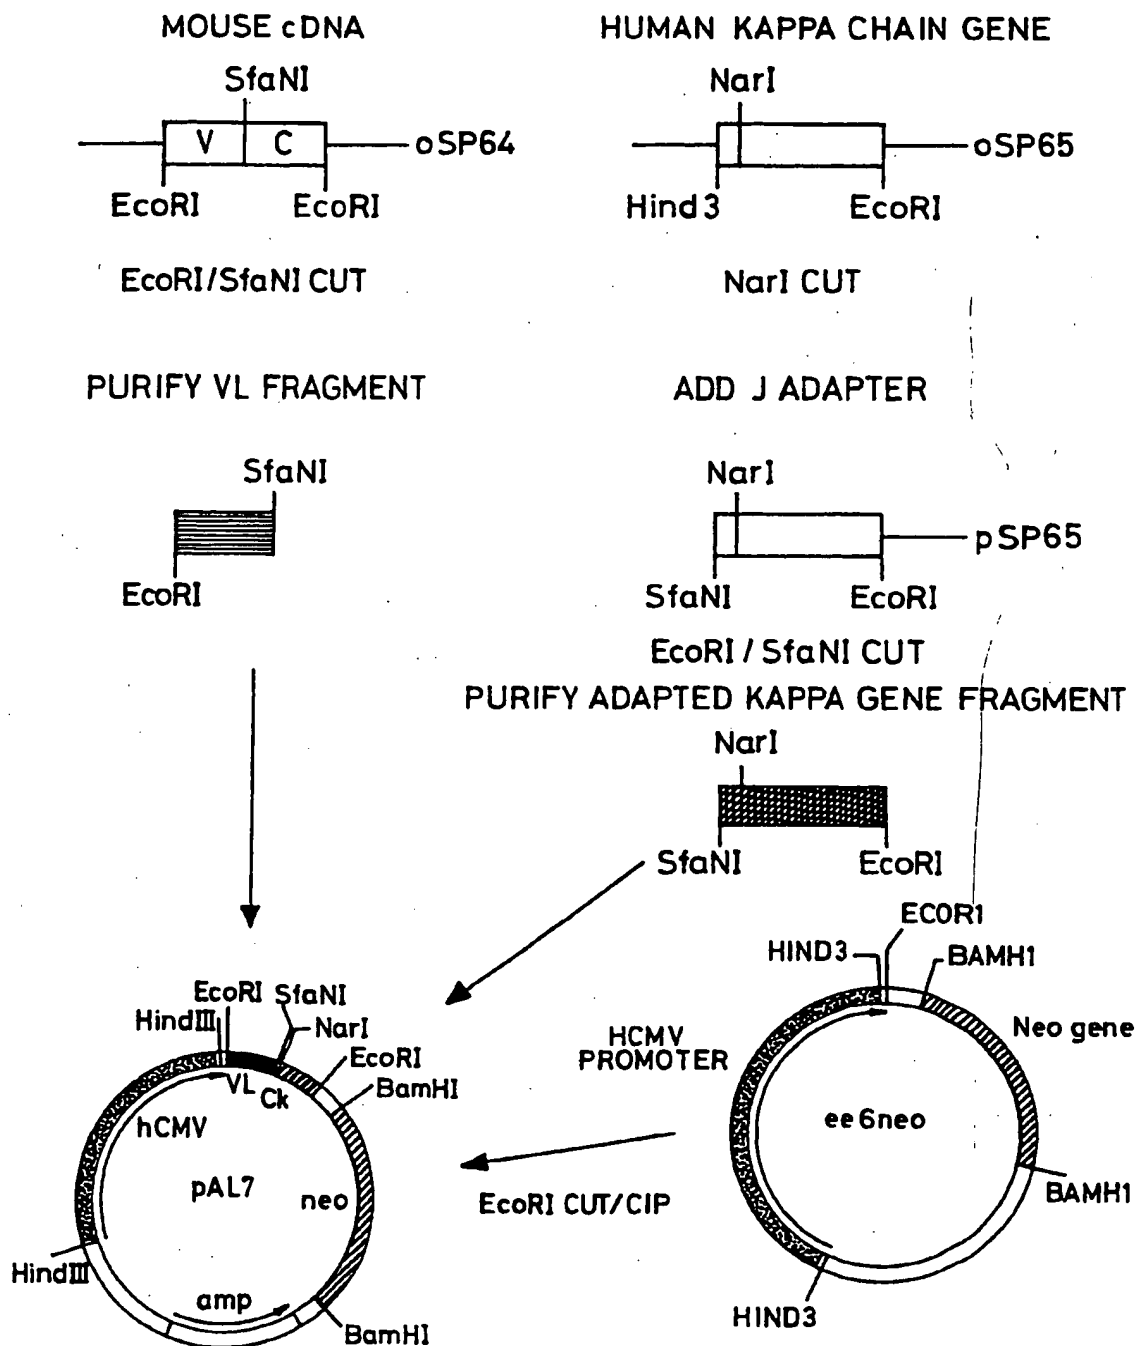 MOUSE cDNA
SfaNI
V C
oSP64
EcoRI EcoRI
EcoRI/SfaNI CUT
PURIFY VL FRAGMENT
SfaNI
EcoRI
HUMAN KAPPA CHAIN GENE
NarI
oSP65
Hind3 EcoRI
NarI CUT
ADD J ADAPTER
NarI
pSP65
SfaNI EcoRI
EcoRI / SfaNI CUT
PURIFY ADAPTED KAPPA GENE FRAGMENT
NarI
SfaNI EcoRI
ECOR1
HIND3
BAMH1
Neo gene
HCMV
PROMOTER
ee6neo
BAMH1
HIND3
EcoRI CUT/CIP
EcoRI SfaNI
HindIII
NarI
EcoRI
BamHI
VL Ck
hCMV
pAL7
neo
HindIII
amp
BamHI